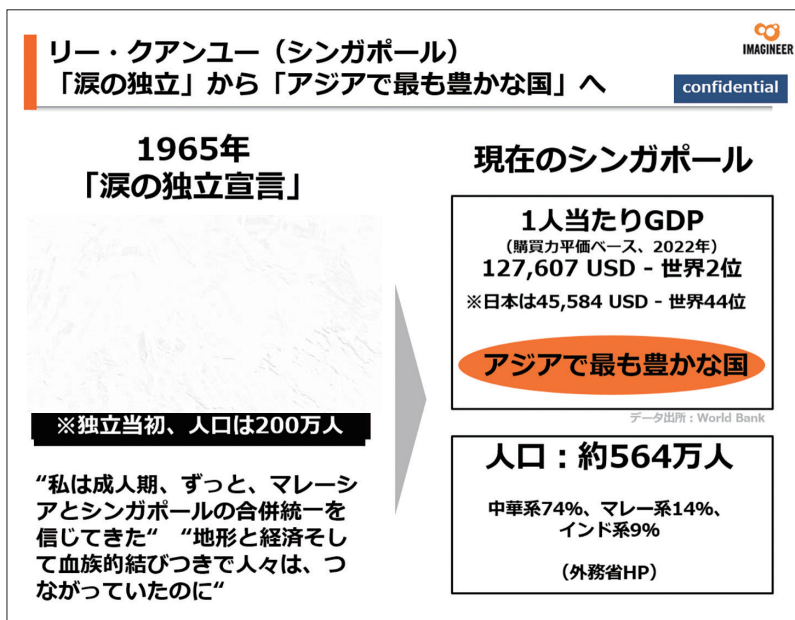 リー・クアンユー（シンガポール）
「涙の独立」から「アジアで最も豊かな国」へ
IMAGINEER
confidential
1965年
「涙の独立宣言」
※独立当初、人口は200万人
“私は成人期、ずっと、マレーシ
アとシンガポールの合併統一を
信じてきた“ “地形と経済そし
て血族的結びつきで人々は、つ
ながっていたのに“
現在のシンガポール
1人当たりGDP
（購買力平価ベース、2022年）
127,607 USD - 世界2位
※日本は45,584 USD - 世界44位
アジアで最も豊かな国
データ出所：World Bank
人口：約564万人
中華系74%、マレー系14%、
インド系9%
（外務省HP）